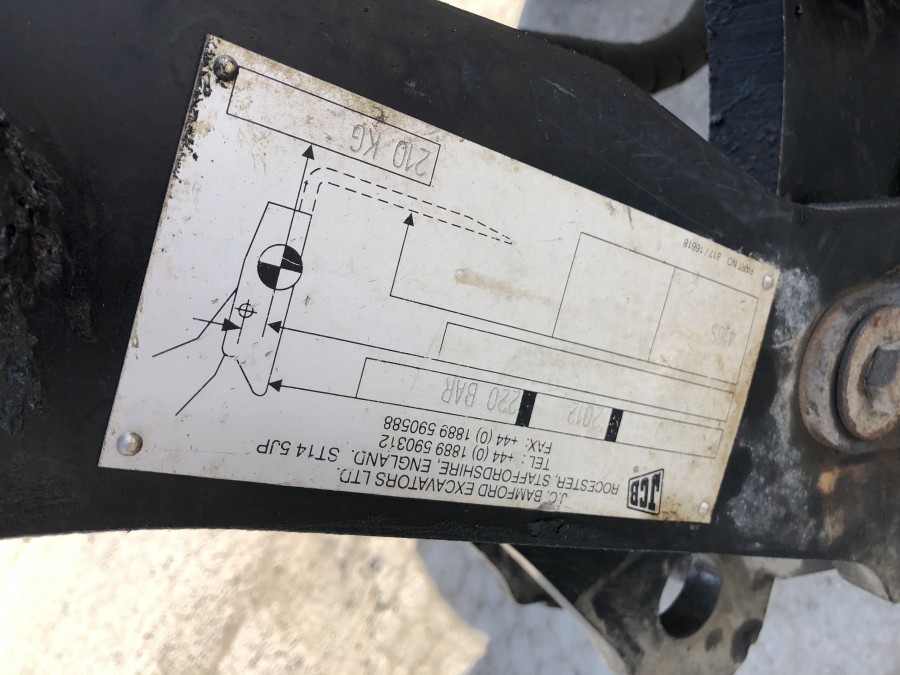 JCB
®
J.C. BAMFORD EXCAVATORS LTD.
ROCESTER, STAFFORDSHIRE, ENGLAND. ST14 5JP
TEL : +44 (0) 1889 590312
FAX: +44 (0) 1889 590588
2012
220 BAR
210 KG
PART NO. 817/16618